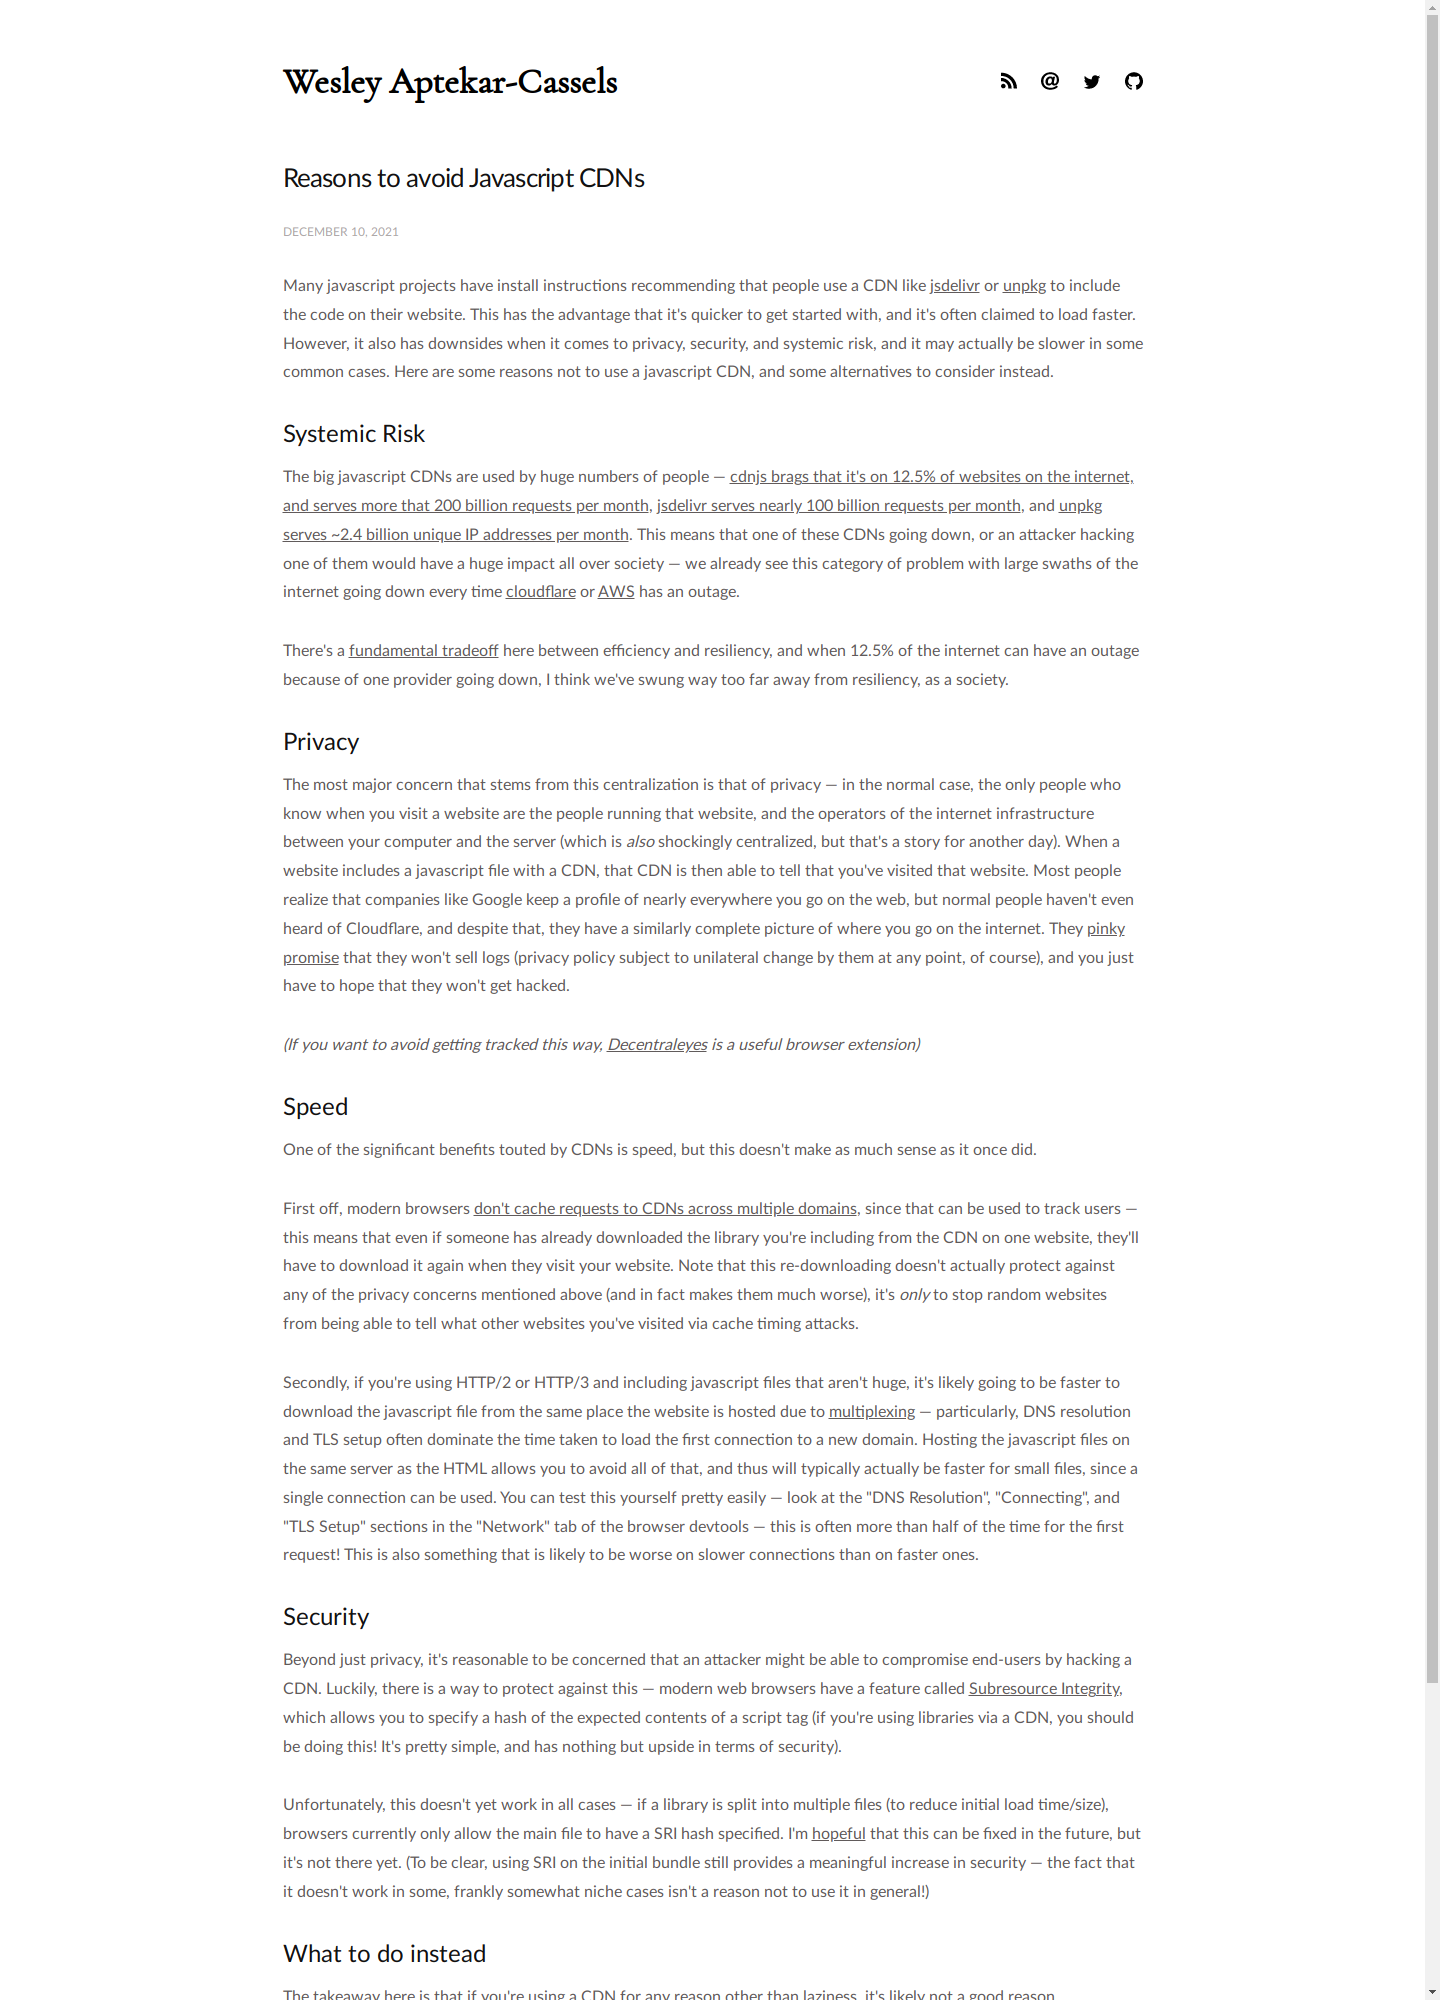 Wesley Aptekar-Cassels
Reasons to avoid Javascript CDNs
DECEMBER 10, 2021
Many javascript projects have install instructions recommending that people use a CDN like jsdelivr or unpkg to include
the code on their website. This has the advantage that it's quicker to get started with, and it's often claimed to load faster.
However, it also has downsides when it comes to privacy, security, and systemic risk, and it may actually be slower in some
common cases. Here are some reasons not to use a javascript CDN, and some alternatives to consider instead.
Systemic Risk
The big javascript CDNs are used by huge numbers of people — cdnjs brags that it's on 12.5% of websites on the internet,
and serves more that 200 billion requests per month, jsdelivr serves nearly 100 billion requests per month, and unpkg
serves ~2.4 billion unique IP addresses per month. This means that one of these CDNs going down, or an attacker hacking
one of them would have a huge impact all over society — we already see this category of problem with large swaths of the
internet going down every time cloudflare or AWS has an outage.
There's a fundamental tradeoff here between efficiency and resiliency, and when 12.5% of the internet can have an outage
because of one provider going down, I think we've swung way too far away from resiliency, as a society.
Privacy
The most major concern that stems from this centralization is that of privacy — in the normal case, the only people who
know when you visit a website are the people running that website, and the operators of the internet infrastructure
between your computer and the server (which is also shockingly centralized, but that's a story for another day). When a
website includes a javascript file with a CDN, that CDN is then able to tell that you've visited that website. Most people
realize that companies like Google keep a profile of nearly everywhere you go on the web, but normal people haven't even
heard of Cloudflare, and despite that, they have a similarly complete picture of where you go on the internet. They pinky
promise that they won't sell logs (privacy policy subject to unilateral change by them at any point, of course), and you just
have to hope that they won't get hacked.
(If you want to avoid getting tracked this way, Decentraleyes is a useful browser extension)
Speed
One of the significant benefits touted by CDNs is speed, but this doesn't make as much sense as it once did.
First off, modern browsers don't cache requests to CDNs across multiple domains, since that can be used to track users —
this means that even if someone has already downloaded the library you're including from the CDN on one website, they'll
have to download it again when they visit your website. Note that this re-downloading doesn't actually protect against
any of the privacy concerns mentioned above (and in fact makes them much worse), it's only to stop random websites
from being able to tell what other websites you've visited via cache timing attacks.
Secondly, if you're using HTTP/2 or HTTP/3 and including javascript files that aren't huge, it's likely going to be faster to
download the javascript file from the same place the website is hosted due to multiplexing — particularly, DNS resolution
and TLS setup often dominate the time taken to load the first connection to a new domain. Hosting the javascript files on
the same server as the HTML allows you to avoid all of that, and thus will typically actually be faster for small files, since a
single connection can be used. You can test this yourself pretty easily — look at the "DNS Resolution", "Connecting", and
"TLS Setup" sections in the "Network" tab of the browser devtools — this is often more than half of the time for the first
request! This is also something that is likely to be worse on slower connections than on faster ones.
Security
Beyond just privacy, it's reasonable to be concerned that an attacker might be able to compromise end-users by hacking a
CDN. Luckily, there is a way to protect against this — modern web browsers have a feature called Subresource Integrity,
which allows you to specify a hash of the expected contents of a script tag (if you're using libraries via a CDN, you should
be doing this! It's pretty simple, and has nothing but upside in terms of security).
Unfortunately, this doesn't yet work in all cases — if a library is split into multiple files (to reduce initial load time/size),
browsers currently only allow the main file to have a SRI hash specified. I'm hopeful that this can be fixed in the future, but
it's not there yet. (To be clear, using SRI on the initial bundle still provides a meaningful increase in security — the fact that
it doesn't work in some, frankly somewhat niche cases isn't a reason not to use it in general!)
What to do instead
The takeaway here is that if you're using a CDN for any reason other than laziness, it's likely not a good reason.